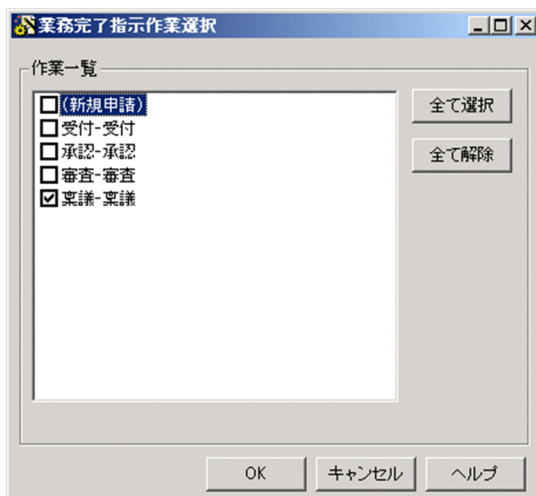 業務完了指示作業選択
作業一覧
(新規申請)
受付-受付
承認-承認
審査-審査
稟議-稟議
全て選択
全て解除
OK
キャンセル
ヘルプ